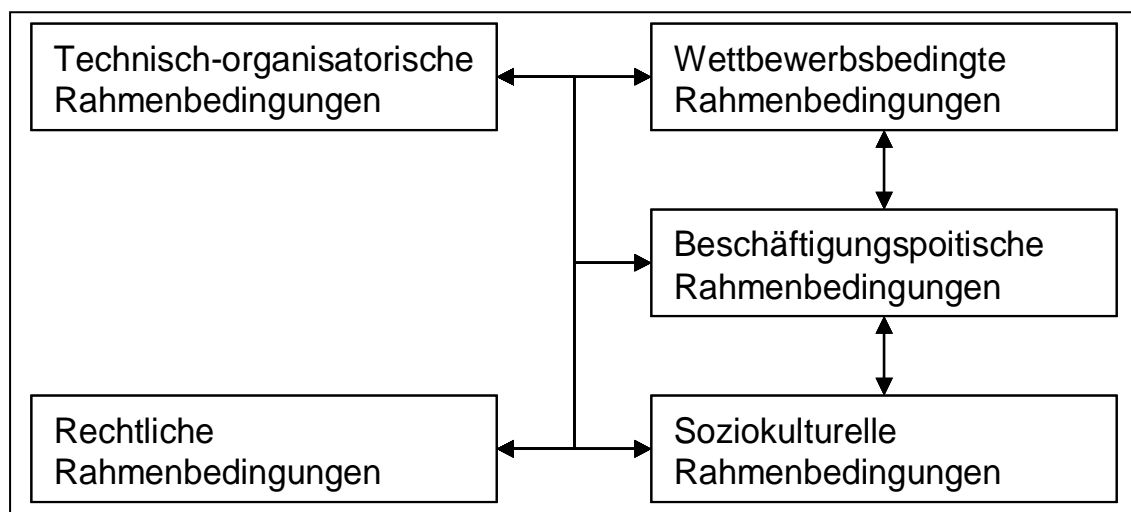 Technisch-organisatorische
Rahmenbedingungen
Wettbewerbsbedingte
Rahmenbedingungen
Beschäftigungspoitische
Rahmenbedingungen
Rechtliche
Rahmenbedingungen
Soziokulturelle
Rahmenbedingungen